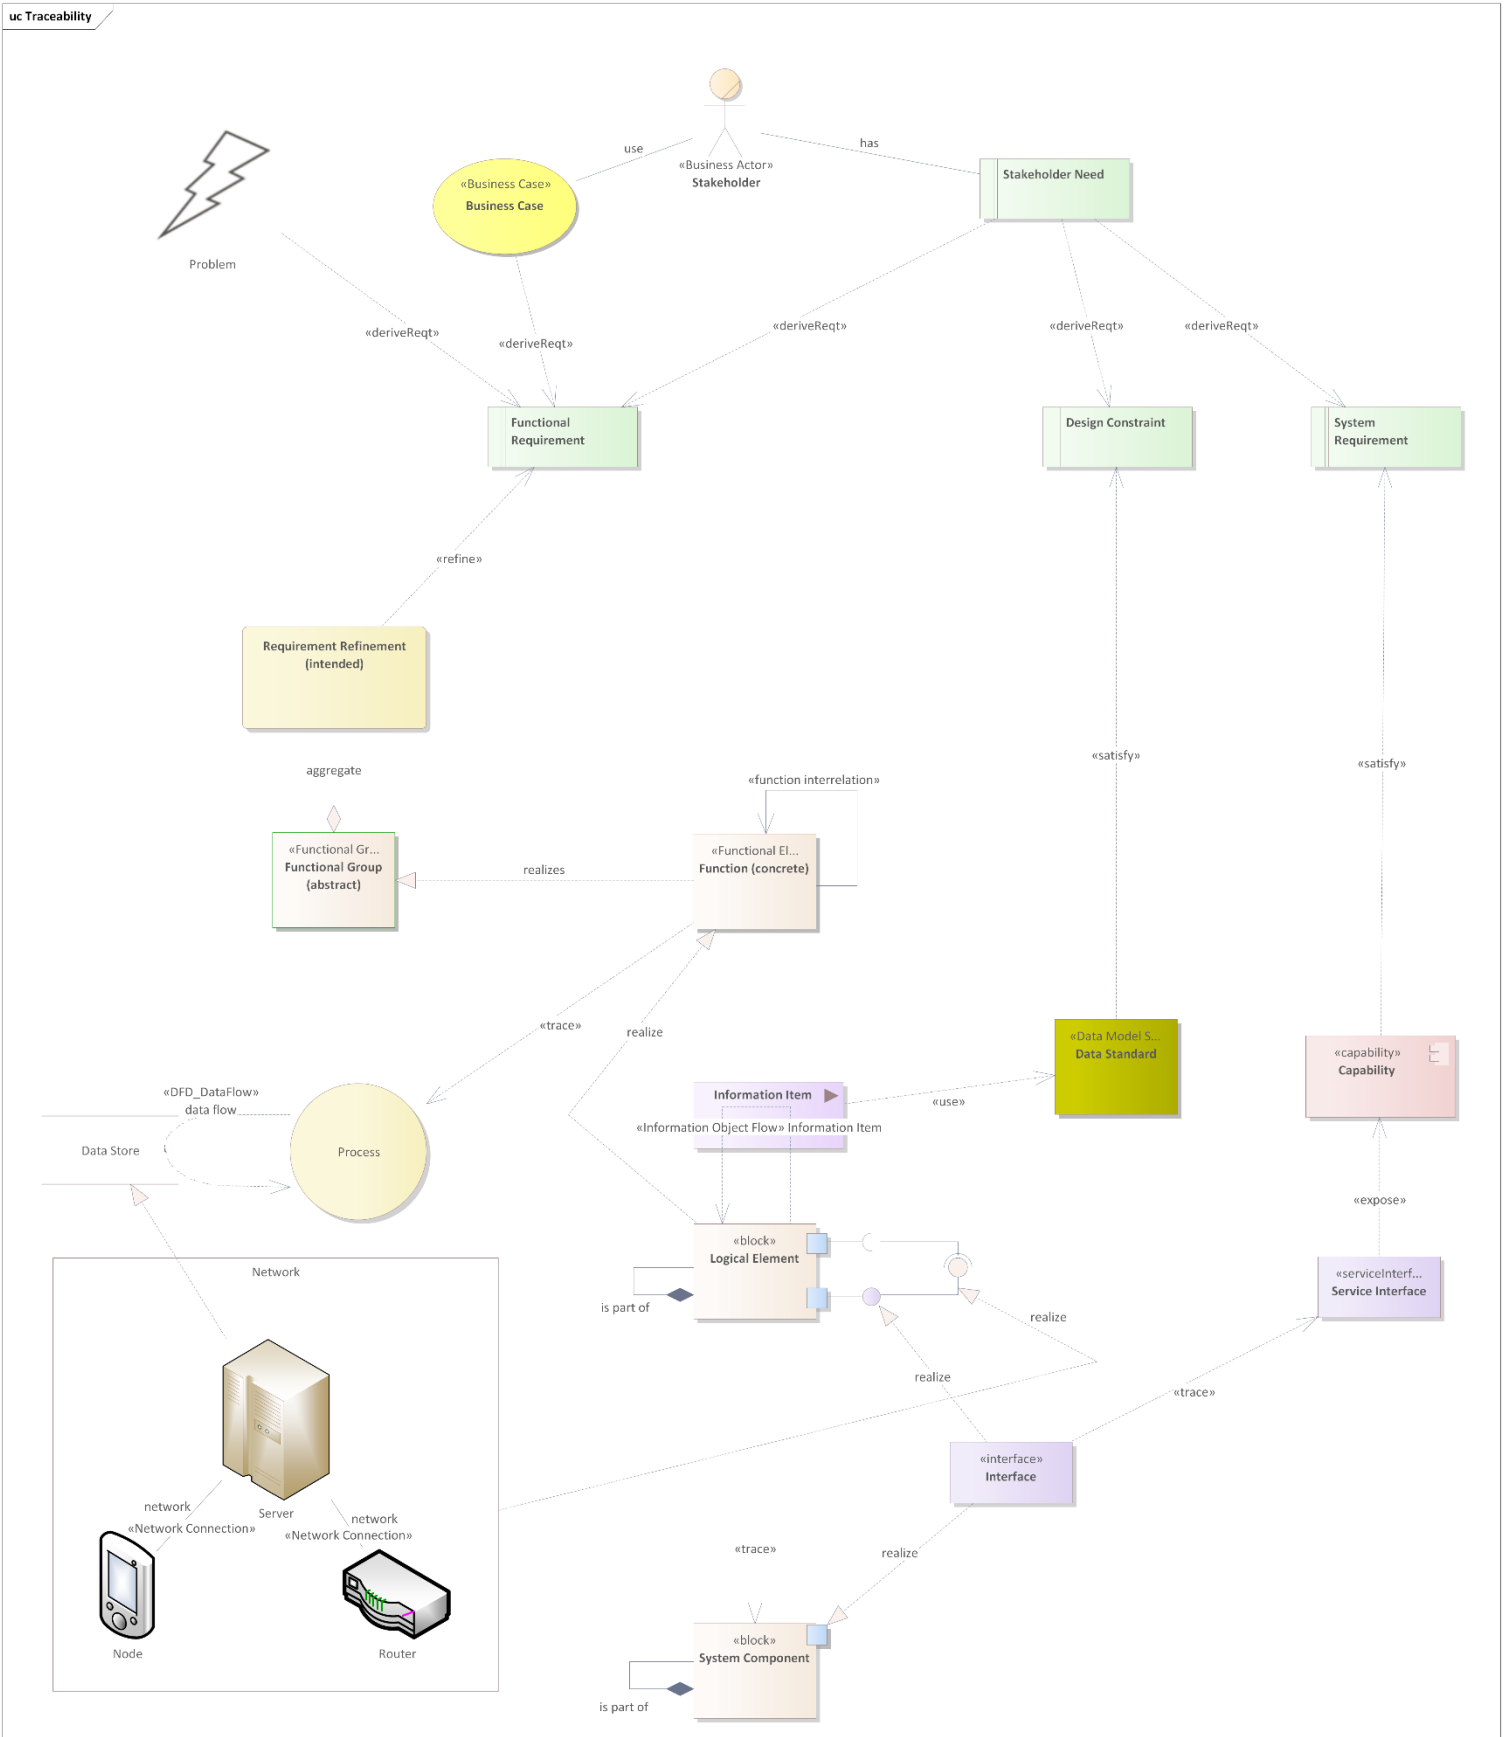 uc Traceability
use
has
«Business Actor»
Stakeholder
«Business Case»
Business Case
Stakeholder Need
Problem
«deriveReqt»
«deriveReqt»
«deriveReqt»
«deriveReqt»
«deriveReqt»
Functional
Requirement
Design Constraint
System
Requirement
«refine»
Requirement Refinement
(intended)
«satisfy»
«satisfy»
aggregate
«function interrelation»
«Functional Gr...
Functional Group
(abstract)
realizes
«Functional El...
Function (concrete)
«trace»
realize
«Data Model S...
Data Standard
«capability»
Capability
«DFD_DataFlow»
data flow
Data Store
Process
Information Item
«use»
«Information Object Flow» Information Item
«expose»
«block»
Logical Element
is part of
Network
«serviceInterf...
Service Interface
realize
realize
«trace»
«interface»
Interface
Server
network
«Network Connection»
network
«Network Connection»
«trace»
realize
Node
Router
«block»
System Component
is part of